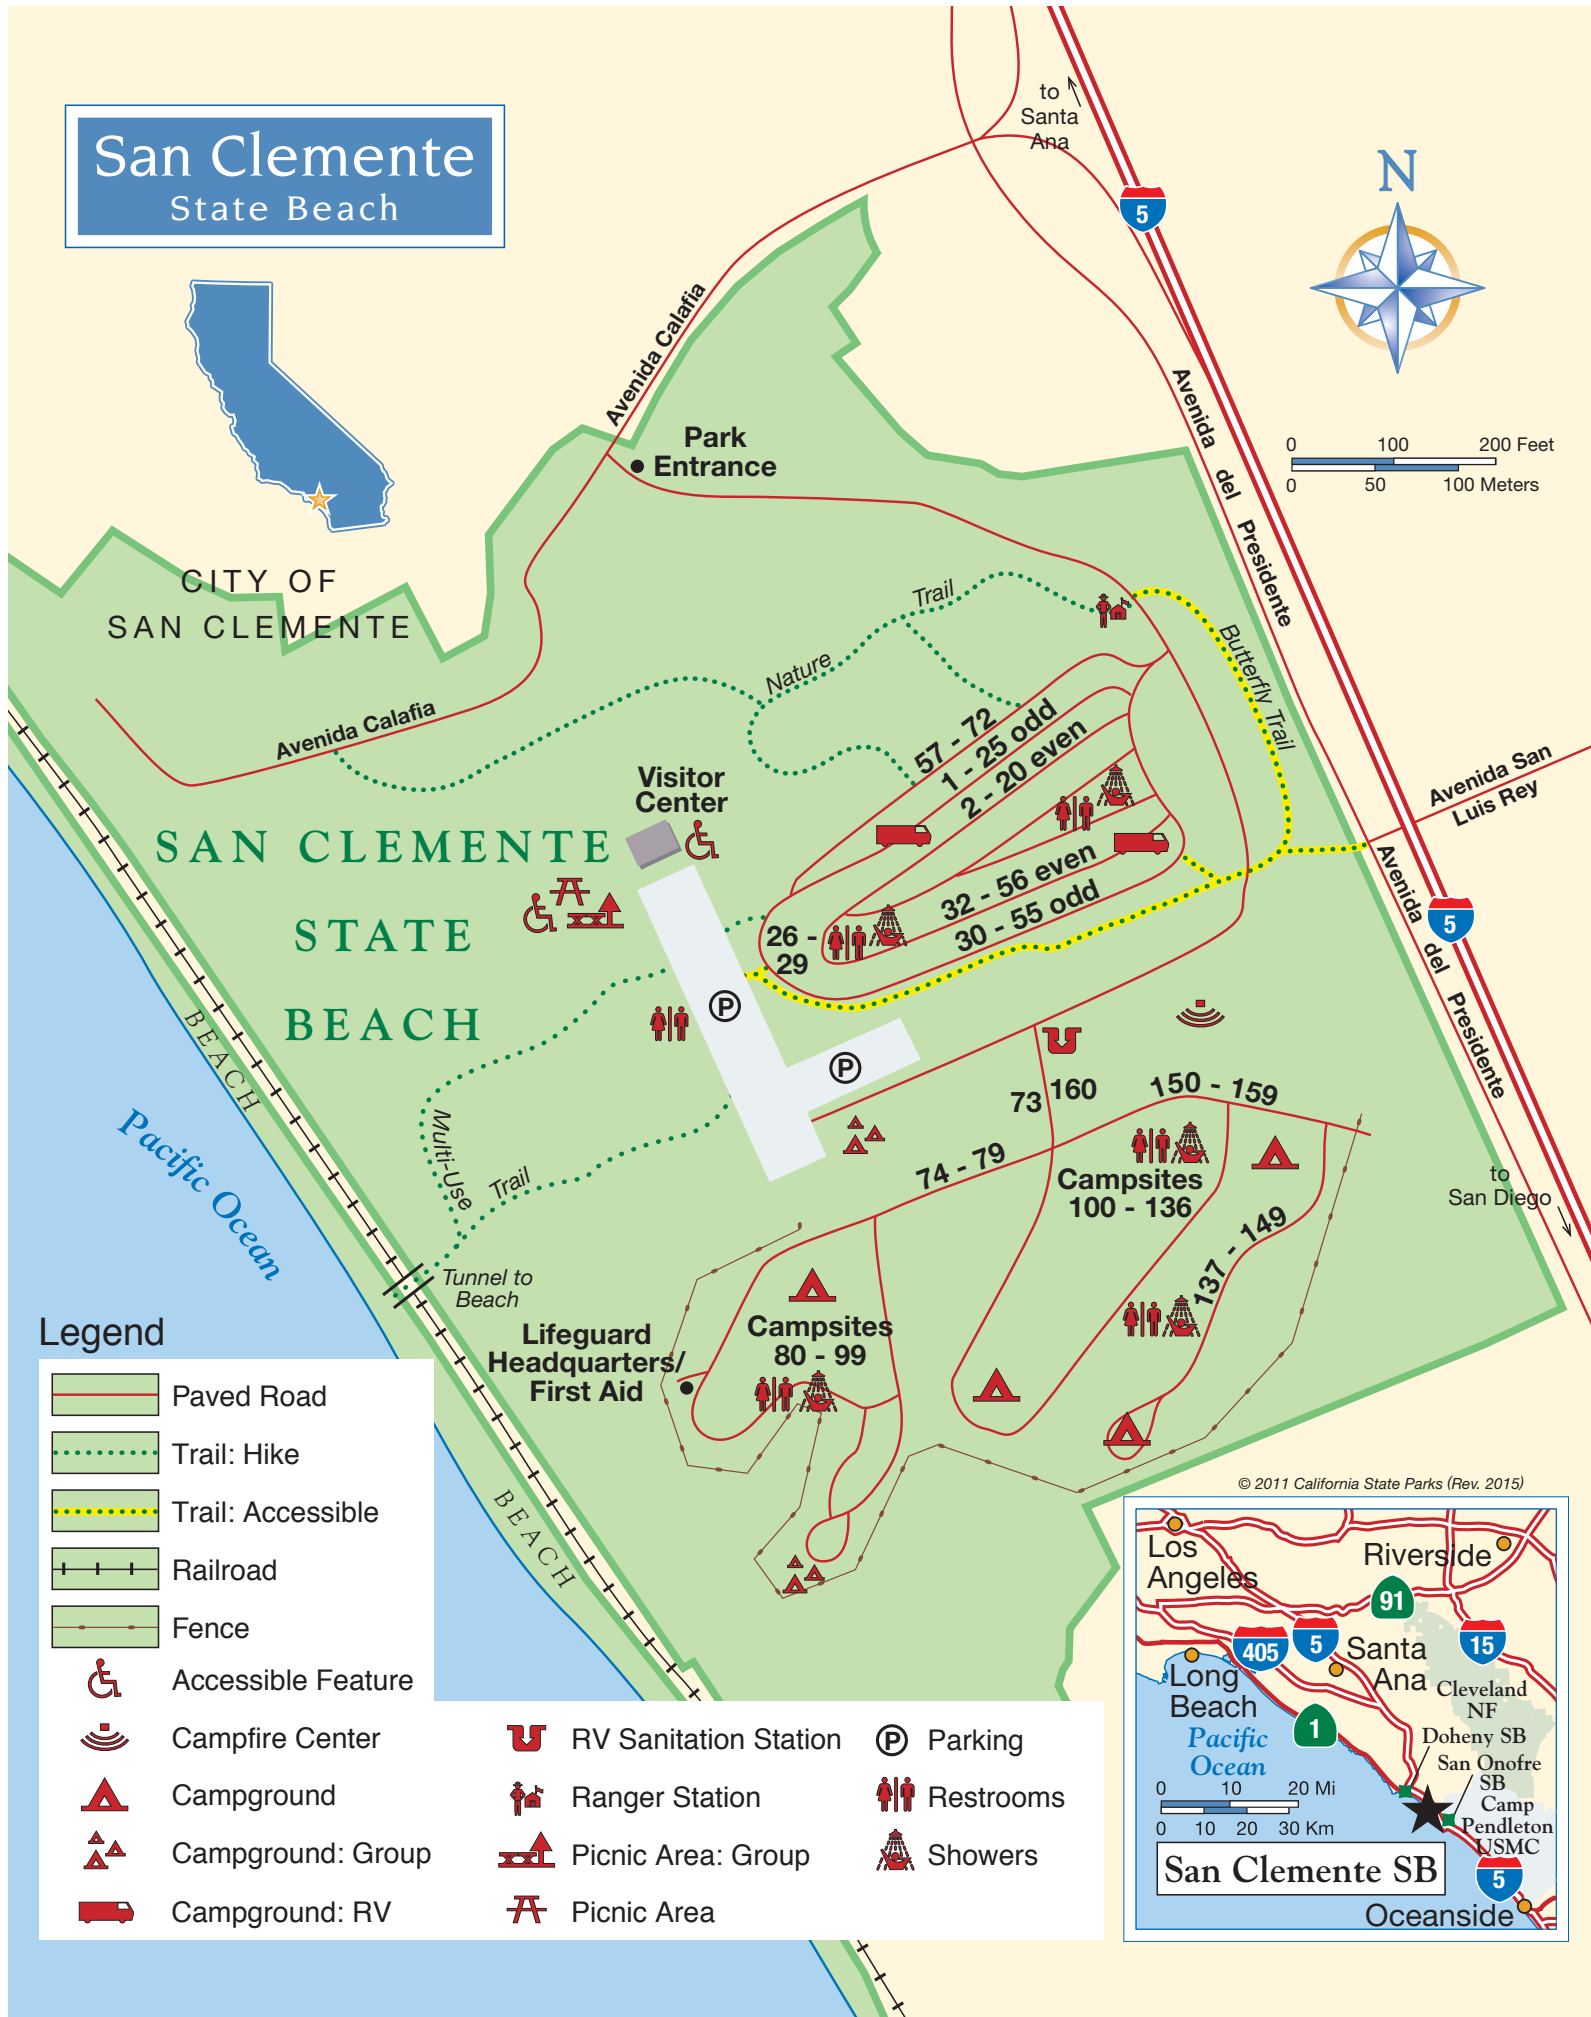 San Clemente
State Beach
N
to
Santa
Ana
5
Avenida Calafia
Park
Entrance
Avenida del Presidente
0 100 200 Feet
0 50 100 Meters
CITY OF
SAN CLEMENTE
Nature Trail
Butterfly Trail
Avenida Calafia
57 - 72
1 - 25 odd
2 - 20 even
Visitor
Center
Avenida San
Luis Rey
SAN CLEMENTE
STATE
BEACH
32 - 56 even
30 - 55 odd
26 -
29
5
Avenida del Presidente
P
P
BEACH
Pacific Ocean
Multi-Use Trail
73
160
150 - 159
74 - 79
Campsites
100 - 136
137 - 149
to
San Diego
Tunnel to
Beach
Lifeguard
Headquarters/
First Aid
Campsites
80 - 99
BEACH
Legend
Paved Road
Trail: Hike
Trail: Accessible
Railroad
Fence
Accessible Feature
Campfire Center
Campground
Campground: Group
Campground: RV
RV Sanitation Station
Ranger Station
Picnic Area: Group
Picnic Area
P Parking
Restrooms
Showers
© 2011 California State Parks (Rev. 2015)
Los
Angeles
Riverside
91
405
5
15
Santa
Ana
Long
Beach
Cleveland
NF
1
Pacific
Ocean
Doheny SB
San Onofre
SB
Camp
Pendleton
USMC
0 10 20 Mi
0 10 20 30 Km
San Clemente SB
5
Oceanside